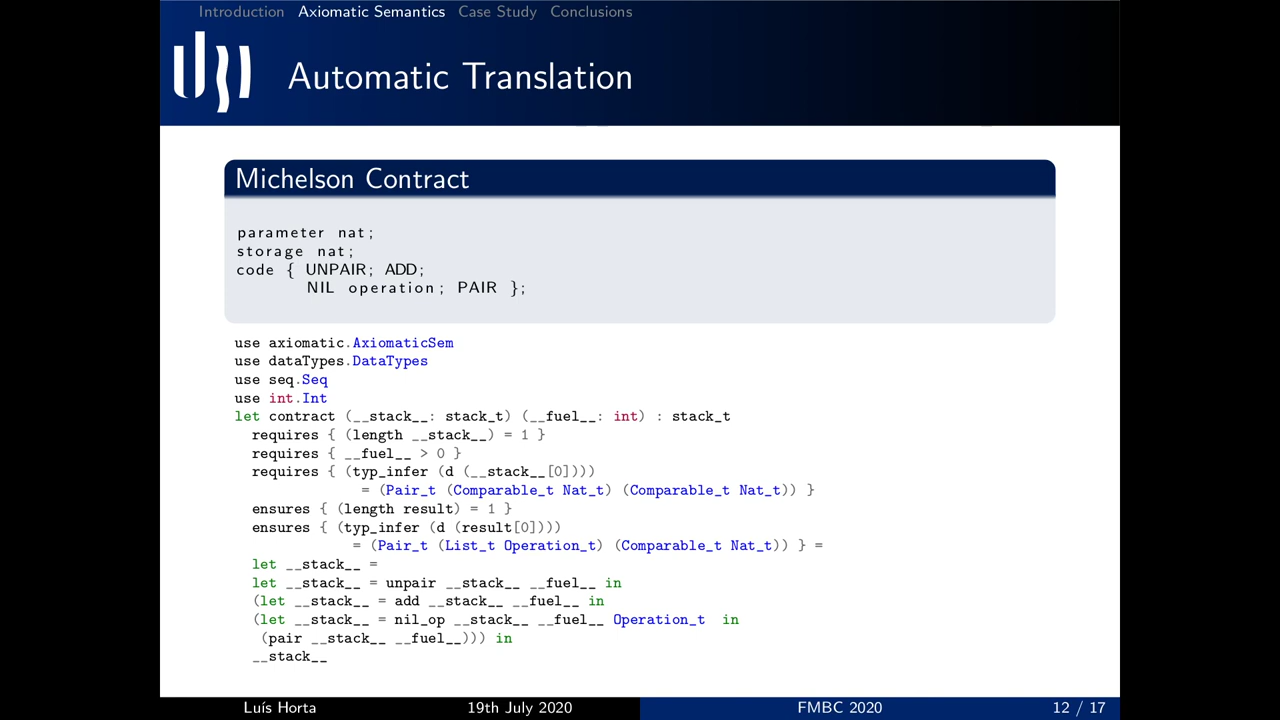 Introduction Axiomatic Semantics Case Study Conclusions
Automatic Translation
Michelson Contract
parameter nat;
storage nat;
code { UNPAIR; ADD;
NIL operation; PAIR };
use axiomatic.AxiomaticSem
use dataTypes.DataTypes
use seq.Seq
use int.Int
let contract (__stack__: stack_t) (__fuel__: int) : stack_t
requires { (length __stack__) = 1 }
requires { __fuel__ > 0 }
requires { (typ_infer (d (__stack__[0])))
= (Pair_t (Comparable_t Nat_t) (Comparable_t Nat_t)) }
ensures { (length result) = 1 }
ensures { (typ_infer (d (result[0])))
= (Pair_t (List_t Operation_t) (Comparable_t Nat_t)) } =
let __stack__ =
let __stack__ = unpair __stack__ __fuel__ in
(let __stack__ = add __stack__ __fuel__ in
(let __stack__ = nil_op __stack__ __fuel__ Operation_t in
(pair __stack__ __fuel__))) in
__stack__
Luís Horta 19th July 2020 FMBC 2020 12 / 17